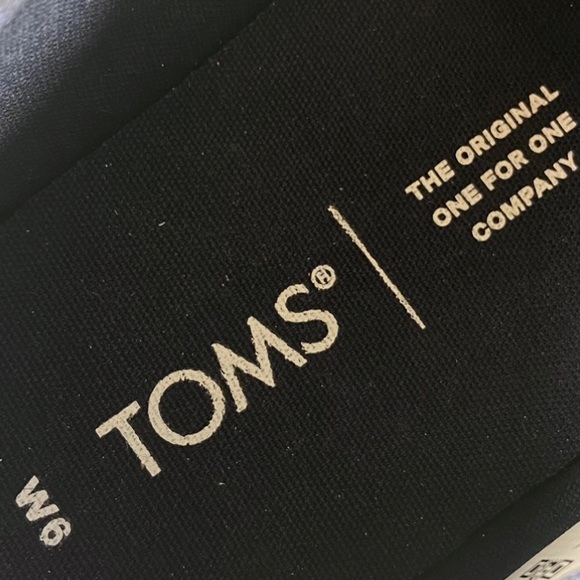 TOMS®
THE ORIGINAL
ONE FOR ONE
COMPANY
W6